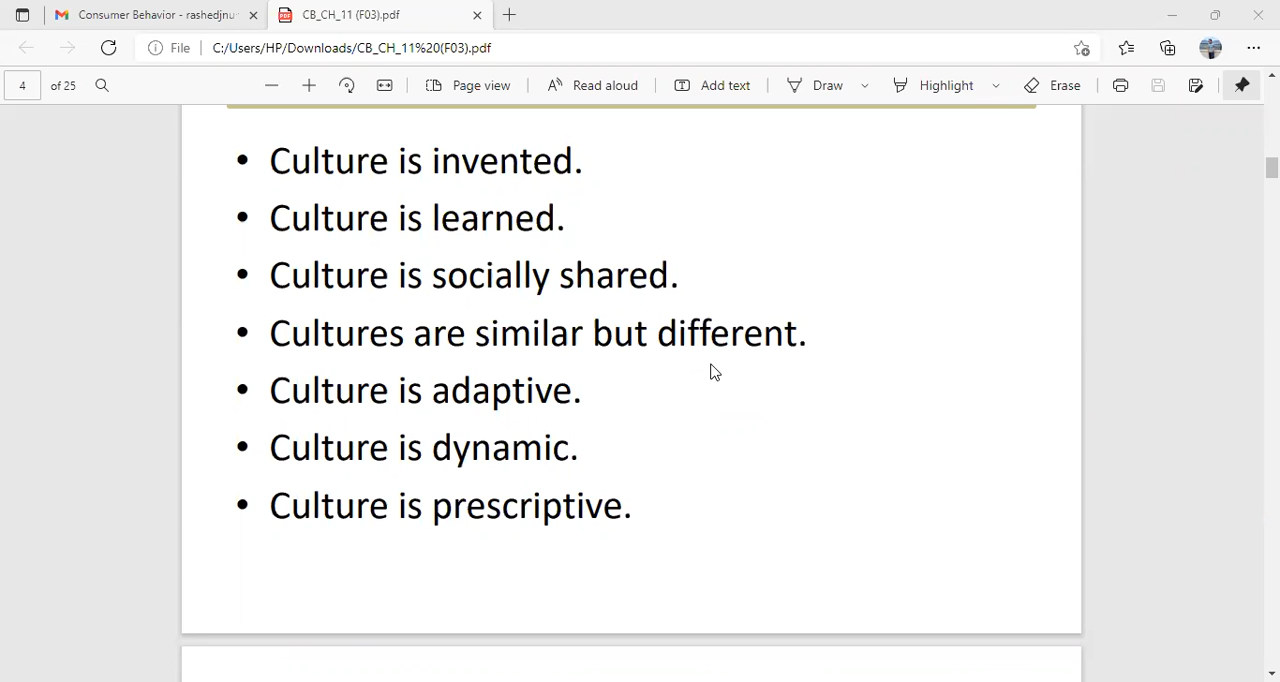 Consumer Behavior - rashedjnu
CB_CH_11 (F03).pdf
File C:/Users/HP/Downloads/CB_CH_11%20(F03).pdf
4 of 25 Page view Read aloud Add text Draw Highlight Erase
• Culture is invented.
• Culture is learned.
• Culture is socially shared.
• Cultures are similar but different.
• Culture is adaptive.
• Culture is dynamic.
• Culture is prescriptive.